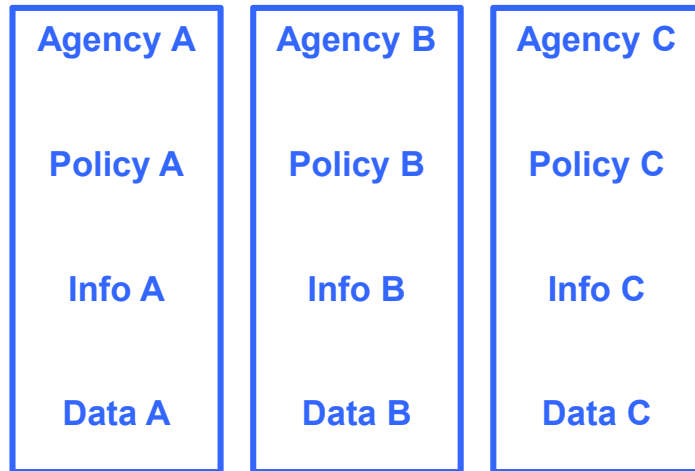 Agency A
Policy A
Info A
Data A
Agency B
Policy B
Info B
Data B
Agency C
Policy C
Info C
Data C